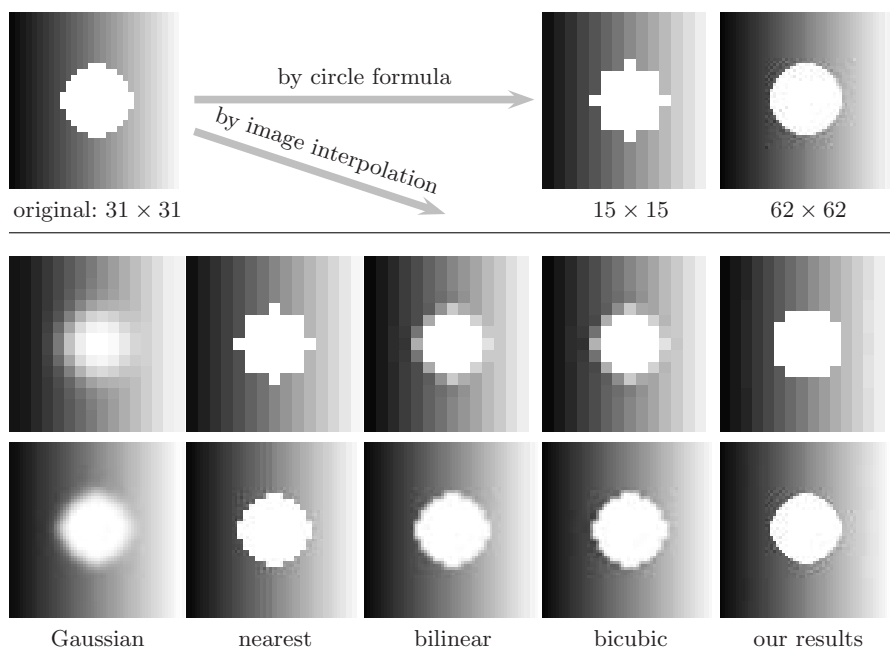 by circle formula
by image interpolation
original: 31 × 31
15 × 15
62 × 62
Gaussian
nearest
bilinear
bicubic
our results